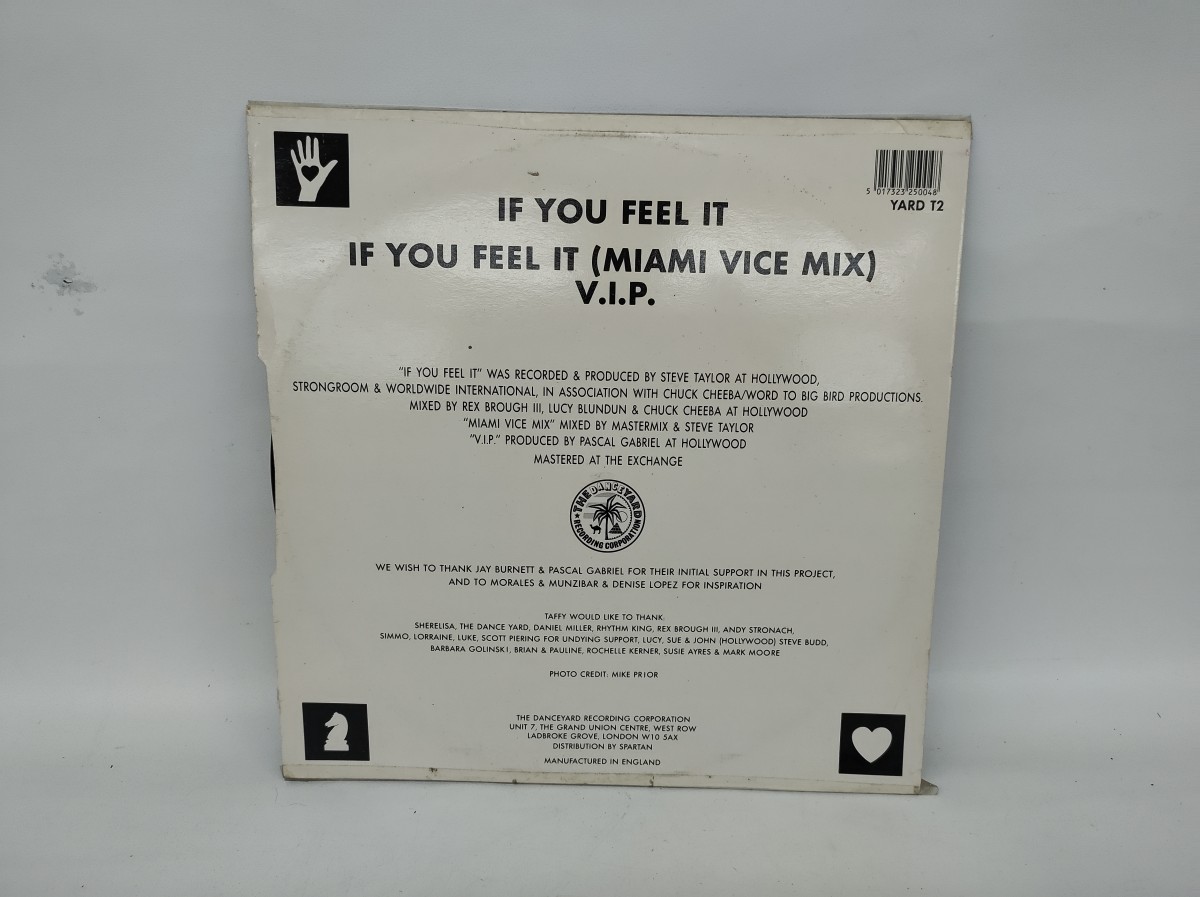 5 017323 250048
YARD T2
IF YOU FEEL IT
IF YOU FEEL IT (MIAMI VICE MIX)
V.I.P.
"IF YOU FEEL IT" WAS RECORDED & PRODUCED BY STEVE TAYLOR AT HOLLYWOOD,
STRONGROOM & WORLDWIDE INTERNATIONAL, IN ASSOCIATION WITH CHUCK CHEEBA/WORD TO BIG BIRD PRODUCTIONS.
MIXED BY REX BROUGH III, LUCY BLUNDUN & CHUCK CHEEBA AT HOLLYWOOD
"MIAMI VICE MIX" MIXED BY MASTERMIX & STEVE TAYLOR
"V.I.P." PRODUCED BY PASCAL GABRIEL AT HOLLYWOOD
MASTERED AT THE EXCHANGE
THE DANCEYARD
RECORDING CORPORATION
WE WISH TO THANK JAY BURNETT & PASCAL GABRIEL FOR THEIR INITIAL SUPPORT IN THIS PROJECT,
AND TO MORALES & MUNZIBAR & DENISE LOPEZ FOR INSPIRATION
TAFFY WOULD LIKE TO THANK:
SHERELISA, THE DANCE YARD, DANIEL MILLER, RHYTHM KING, REX BROUGH III, ANDY STRONACH,
SIMMO, LORRAINE, LUKE, SCOTT PIERING FOR UNDYING SUPPORT, LUCY, SUE & JOHN (HOLLYWOOD) STEVE BUDD,
BARBARA GOLINSKI, BRIAN & PAULINE, ROCHELLE KERNER, SUSIE AYRES & MARK MOORE
PHOTO CREDIT: MIKE PRIOR
THE DANCEYARD RECORDING CORPORATION
UNIT 7, THE GRAND UNION CENTRE, WEST ROW
LADBROKE GROVE, LONDON W10 5AX
DISTRIBUTION BY SPARTAN
MANUFACTURED IN ENGLAND